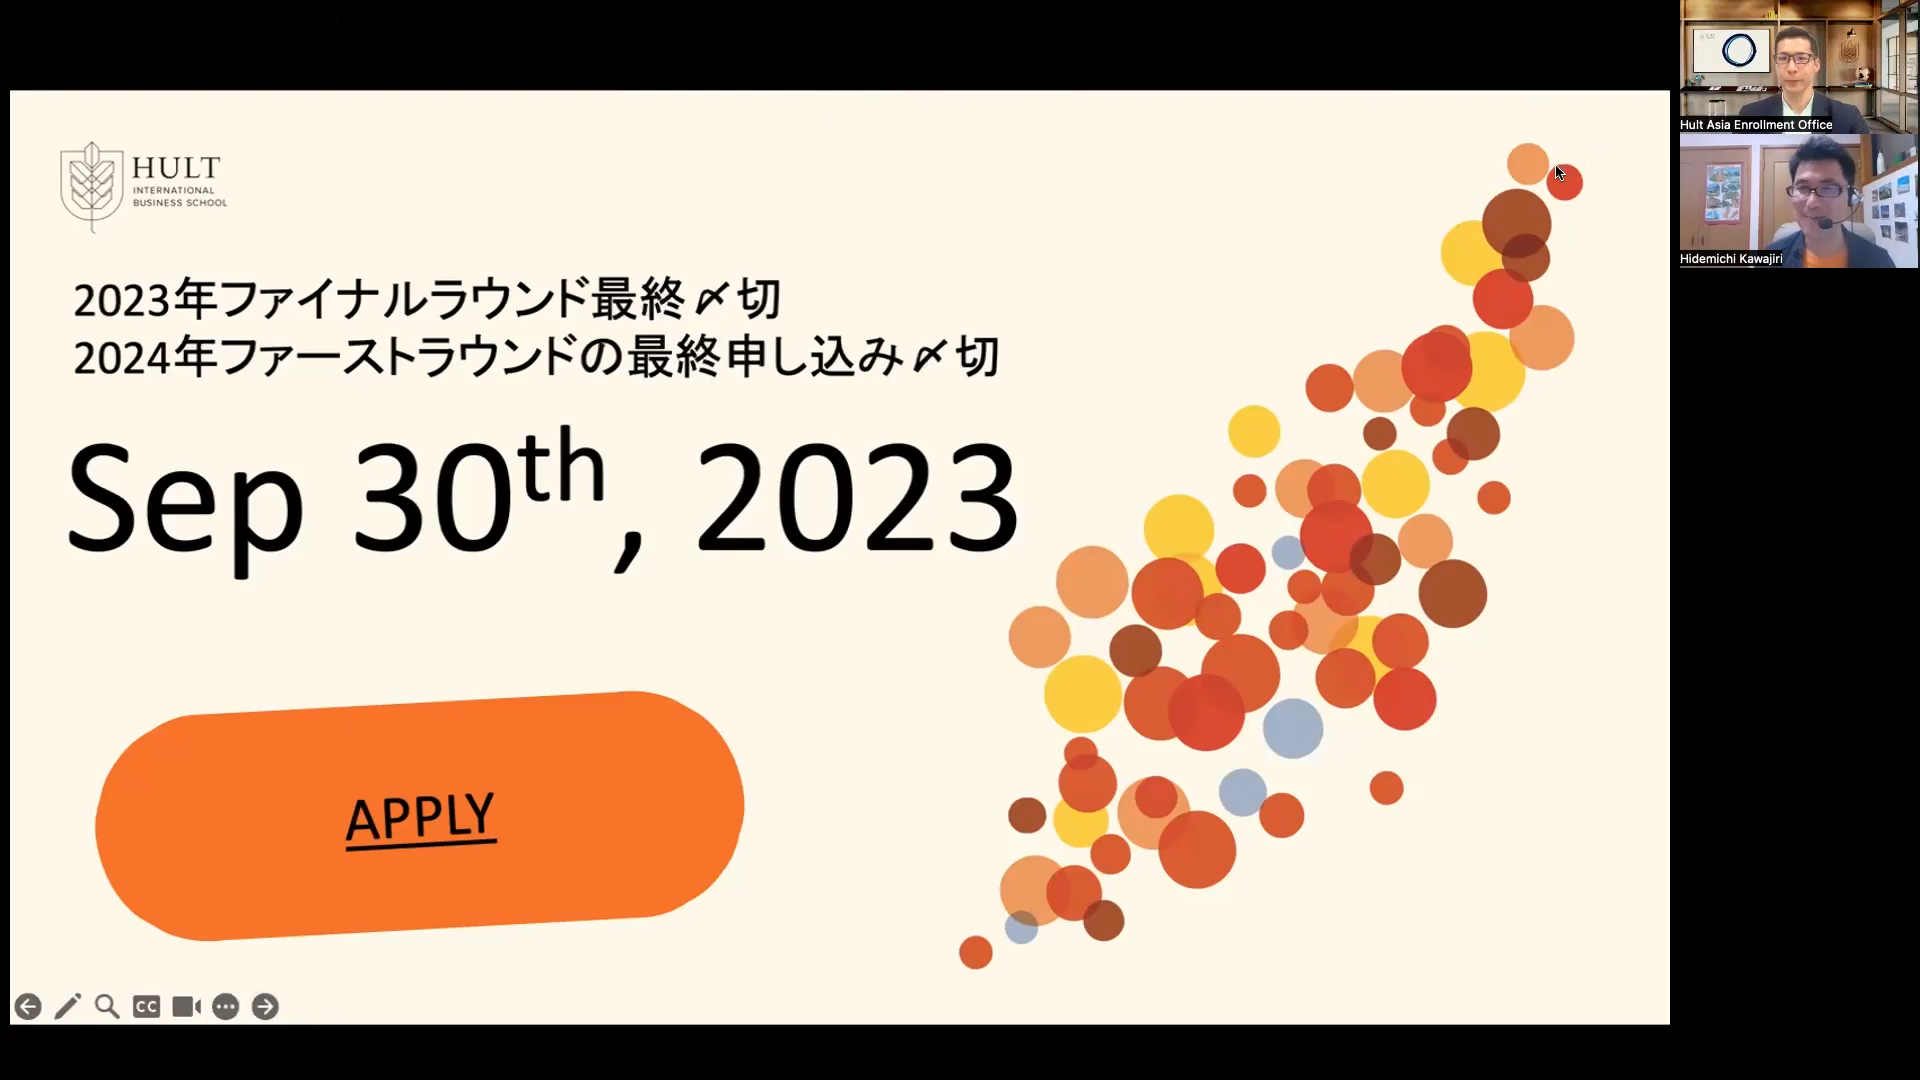 HULT
INTERNATIONAL
BUSINESS SCHOOL
2023年ファイナルラウンド最終〆切
2024年ファーストラウンドの最終申し込み〆切
Sep 30th, 2023
APPLY
CC
Hult Asia Enrollment Office
Hidemichi Kawajiri